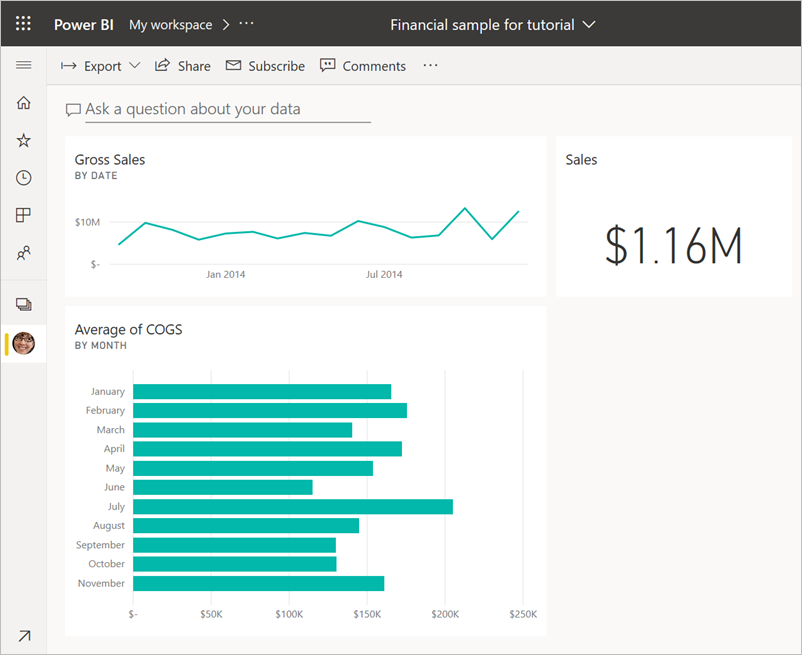 Power BI My workspace > ··· Financial sample for tutorial
Export Share Subscribe Comments ···
Ask a question about your data
Gross Sales
BY DATE
$10M
$-
Jan 2014 Jul 2014
Sales
$1.16M
Average of COGS
BY MONTH
January
February
March
April
May
June
July
August
September
October
November
$- $50K $100K $150K $200K $250K